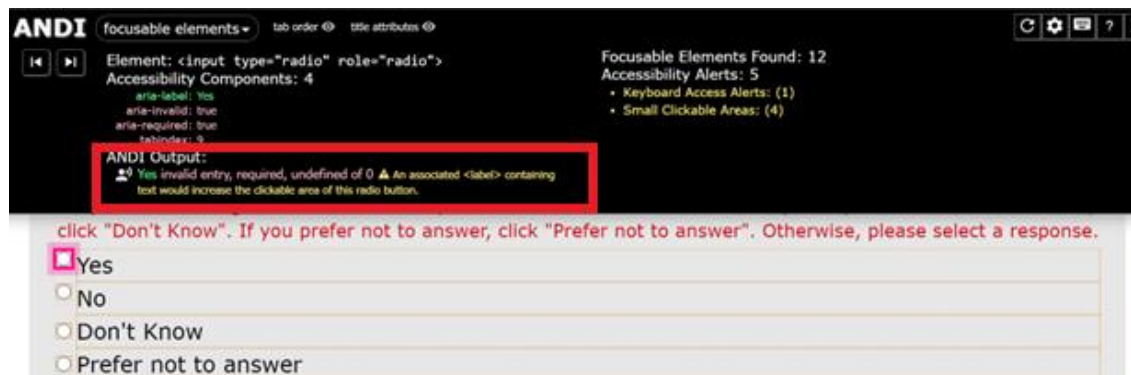 ANDI focusable elements tab order title attributes ?
Element: <input type="radio" role="radio">
Accessibility Components: 4
aria-label: Yes
aria-invalid: true
aria-required: true
tabindex: 9
ANDI Output:
Yes invalid entry, required, undefined of 0 An associated <label> containing
text would increase the clickable area of this radio button.
Focusable Elements Found: 12
Accessibility Alerts: 5
• Keyboard Access Alerts: (1)
• Small Clickable Areas: (4)
click "Don't Know". If you prefer not to answer, click "Prefer not to answer". Otherwise, please select a response.
Yes
No
Don't Know
Prefer not to answer